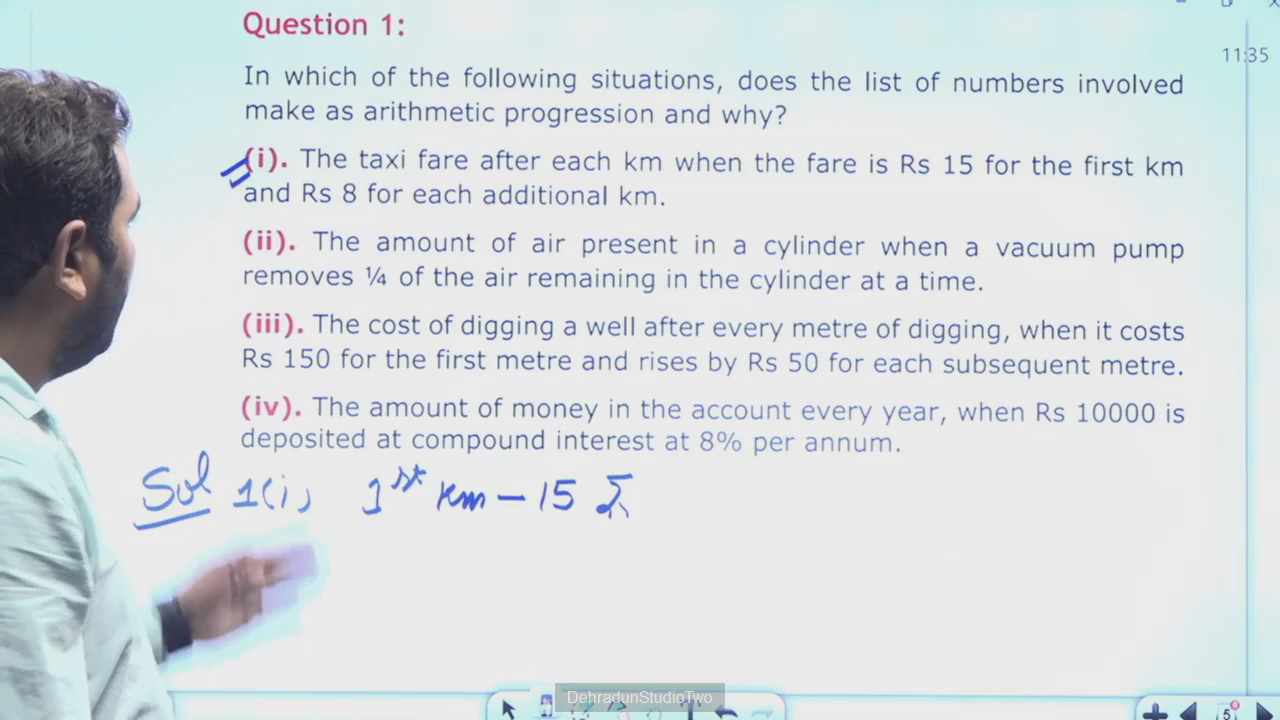 Question 1:
11:35
In which of the following situations, does the list of numbers involved
make as arithmetic progression and why?
(i). The taxi fare after each km when the fare is Rs 15 for the first km
and Rs 8 for each additional km.
(ii). The amount of air present in a cylinder when a vacuum pump
removes ¼ of the air remaining in the cylinder at a time.
(iii). The cost of digging a well after every metre of digging, when it costs
Rs 150 for the first metre and rises by Rs 50 for each subsequent metre.
(iv). The amount of money in the account every year, when Rs 10000 is
deposited at compound interest at 8% per annum.
Sol 1(i) 1st km - 15
DehradunStudioTwo
5